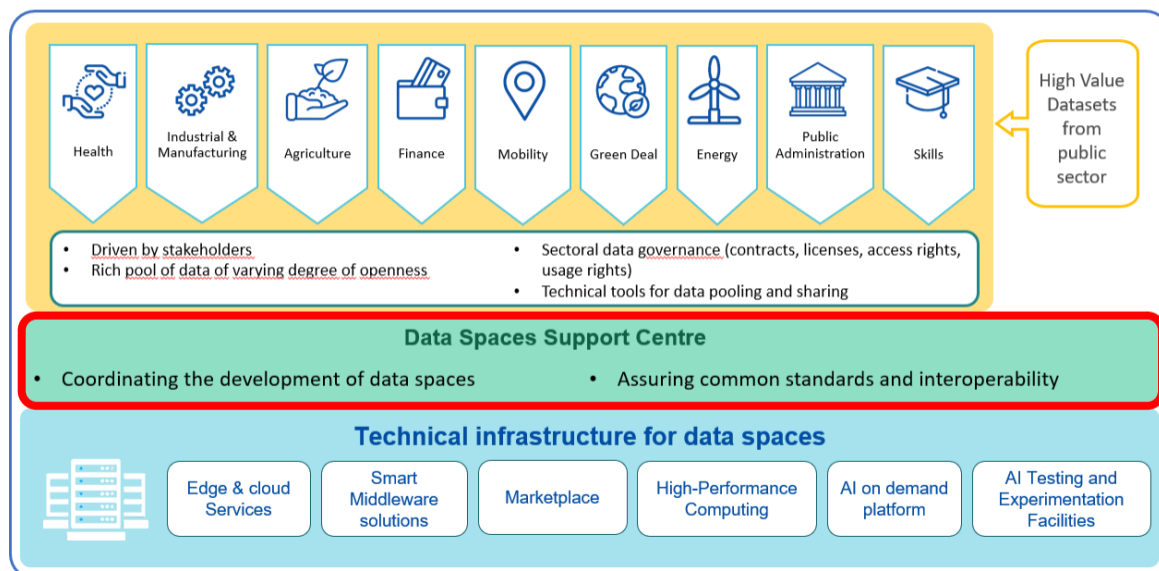 Health
Industrial &
Manufacturing
Agriculture
Finance
Mobility
Green Deal
Energy
Public
Administration
Skills
High Value
Datasets
from
public
sector
• Driven by stakeholders
• Rich pool of data of varying degree of openness
• Sectoral data governance (contracts, licenses, access rights,
usage rights)
• Technical tools for data pooling and sharing
Data Spaces Support Centre
• Coordinating the development of data spaces
• Assuring common standards and interoperability
Technical infrastructure for data spaces
Edge & cloud
Services
Smart
Middleware
solutions
Marketplace
High-Performance
Computing
AI on demand
platform
AI Testing and
Experimentation
Facilities